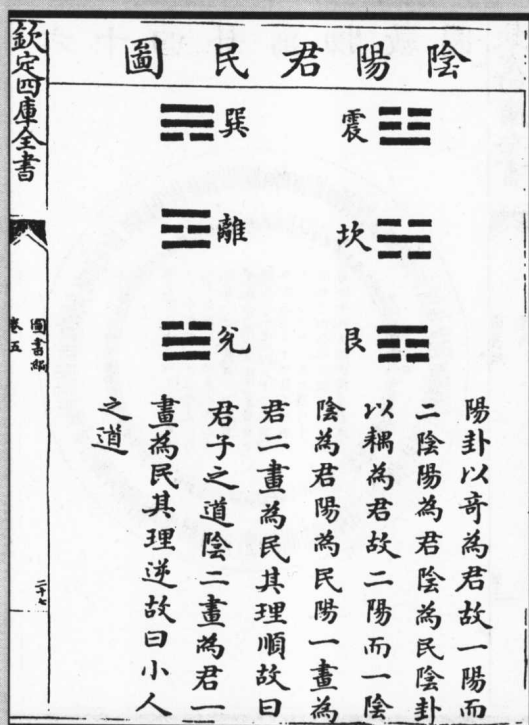 陰陽君民圖
震
巽
坎
離
艮
兊
陽卦以奇為君故一陽而
二陰陽為君陰為民陰卦
以耦為君故二陽而一陰
陰為君陽為民陽一畫為
君二畫為民其理順故曰
君子之道陰二畫為君一
畫為民其理逆故曰小人
之道
欽定四庫全書
圖書編
卷五
二十七